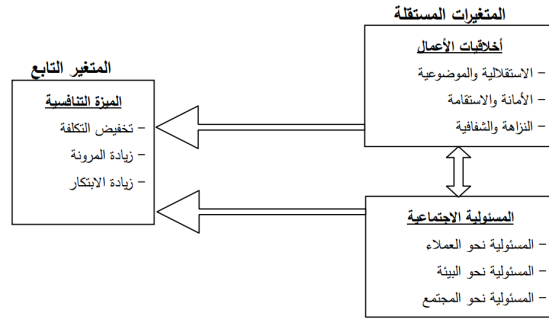 المتغيرات المستقلة
أخلاقيات الأعمال
– الاستقلالية والموضوعية
– الأمانة والاستقامة
– النزاهة والشفافية
المسئولية الاجتماعية
– المسئولية نحو العملاء
– المسئولية نحو البيئة
– المسئولية نحو المجتمع
المتغير التابع
الميزة التنافسية
– تخفيض التكلفة
– زيادة المرونة
– زيادة الابتكار